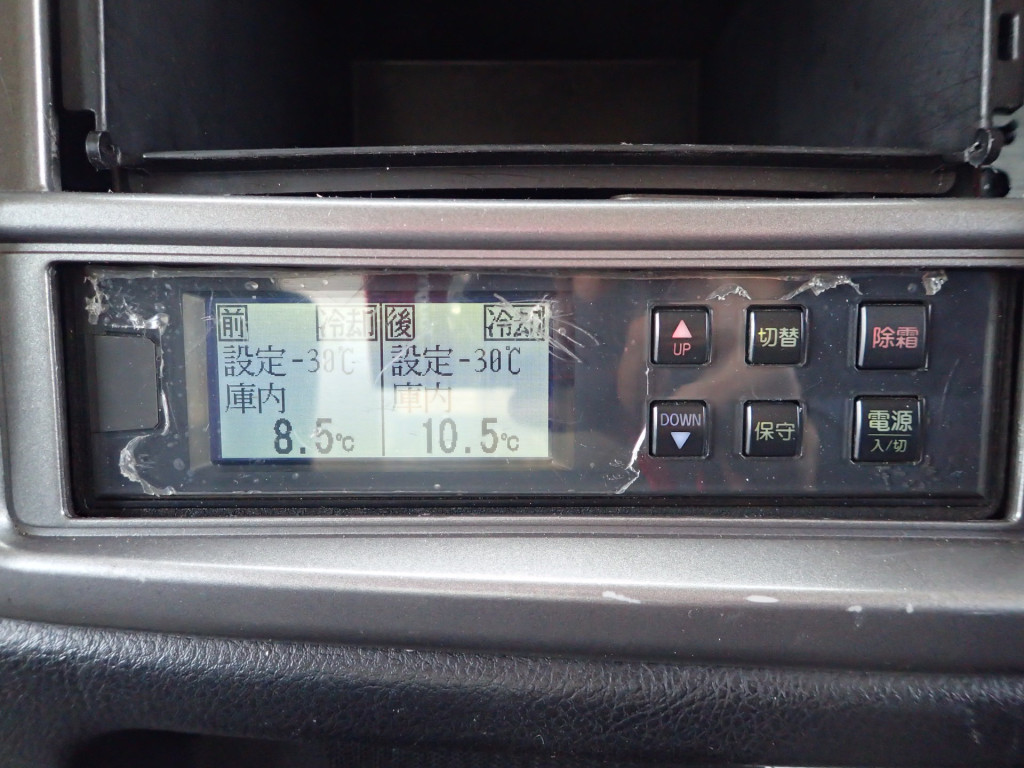 前 冷却 後 冷却
設定-30℃ 設定-30℃
庫内 庫内
8.5℃ 10.5℃
UP 切替 除霜
DOWN 保守 電源
入/切